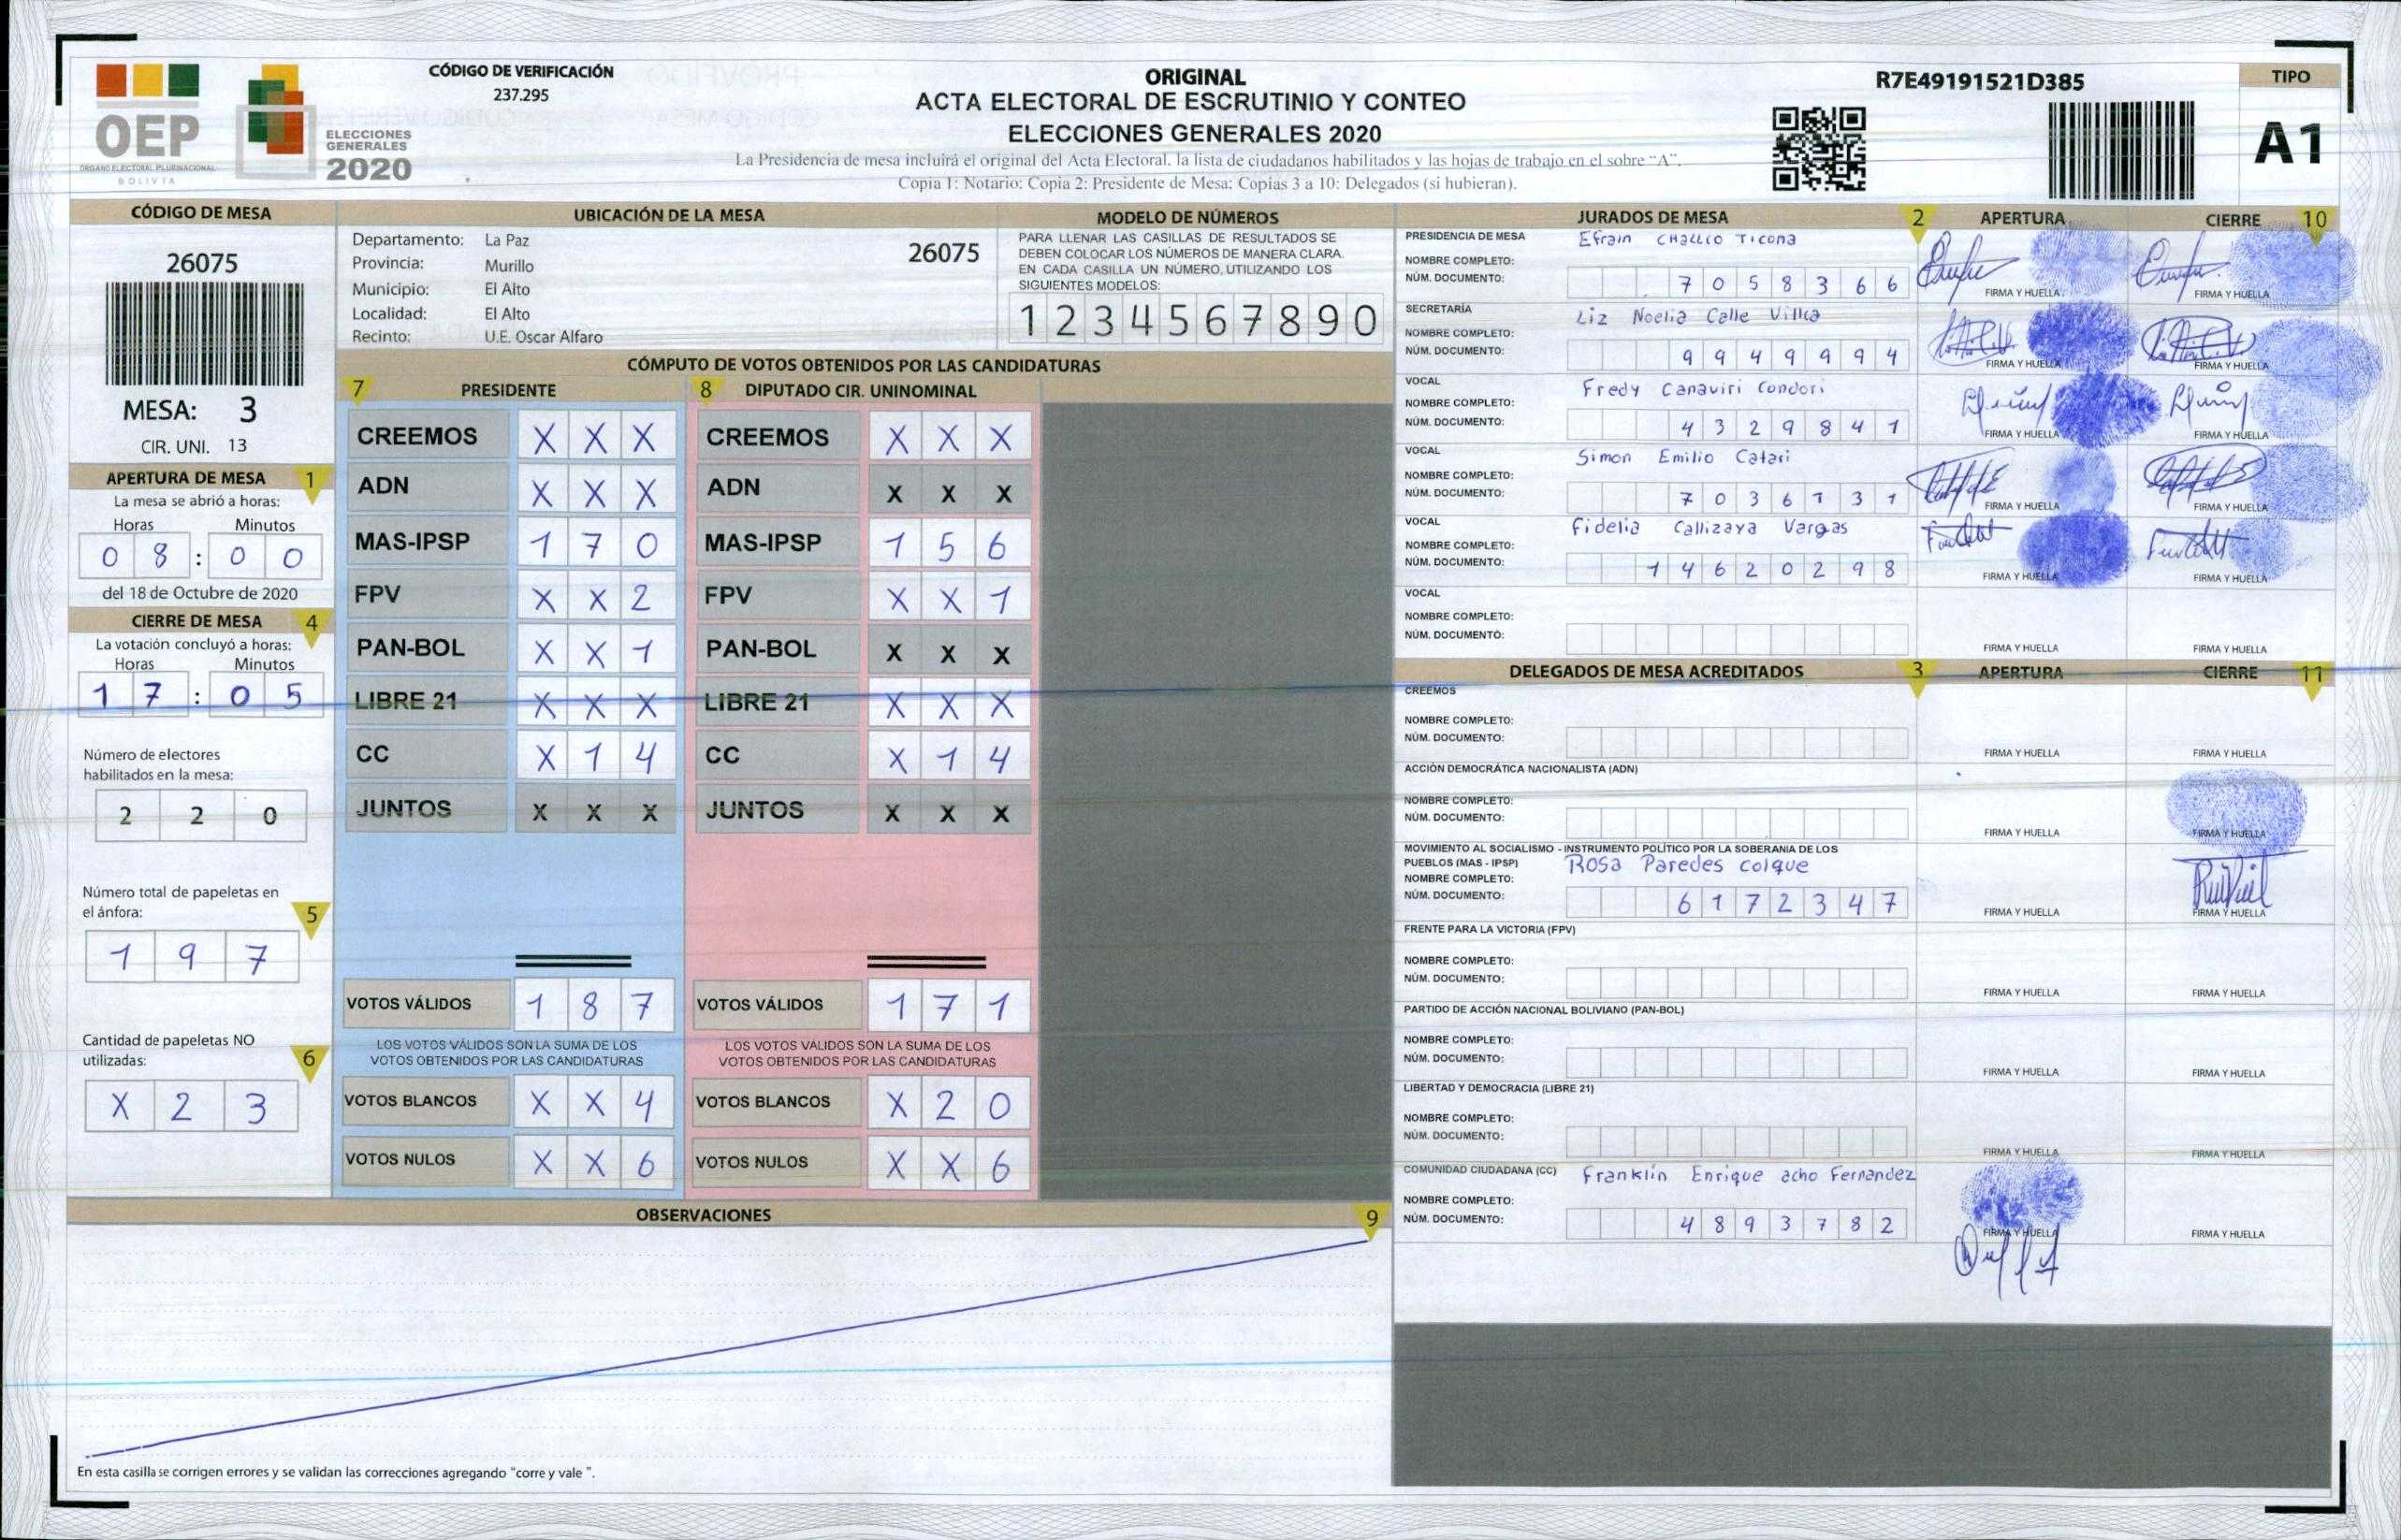 CÓDIGO DE VERIFICACIÓN
237.295
OEP
ÓRGANO ELECTORAL PLURINACIONAL
BOLIVIA
ELECCIONES
GENERALES
2020
ORIGINAL
ACTA ELECTORAL DE ESCRUTINIO Y CONTEO
ELECCIONES GENERALES 2020
La Presidencia de mesa incluirá el original del Acta Electoral, la lista de ciudadanos habilitados y las hojas de trabajo en el sobre "A".
Copia 1: Notario; Copia 2: Presidente de Mesa; Copias 3 a 10: Delegados (si hubieran).
R7E49191521D385
TIPO
A1
CÓDIGO DE MESA
26075
MESA: 3
CIR. UNI. 13
APERTURA DE MESA 1
La mesa se abrió a horas:
Horas Minutos
0 8 : 0 0
del 18 de Octubre de 2020
CIERRE DE MESA 4
La votación concluyó a horas:
Horas Minutos
1 7 : 0 5
Número de electores
habilitados en la mesa:
2 2 0
Número total de papeletas en
el ánfora: 5
1 9 7
Cantidad de papeletas NO
utilizadas: 6
X 2 3
UBICACIÓN DE LA MESA
Departamento: La Paz 26075
Provincia: Murillo
Municipio: El Alto
Localidad: El Alto
Recinto: U.E. Oscar Alfaro
MODELO DE NÚMEROS
PARA LLENAR LAS CASILLAS DE RESULTADOS SE
DEBEN COLOCAR LOS NÚMEROS DE MANERA CLARA.
EN CADA CASILLA UN NÚMERO, UTILIZANDO LOS
SIGUIENTES MODELOS:
1 2 3 4 5 6 7 8 9 0
CÓMPUTO DE VOTOS OBTENIDOS POR LAS CANDIDATURAS
7 PRESIDENTE 8 DIPUTADO CIR. UNINOMINAL
CREEMOS X X X CREEMOS X X X
ADN X X X ADN X X X
MAS-IPSP 1 7 0 MAS-IPSP 1 5 6
FPV X X 2 FPV X X 1
PAN-BOL X X 1 PAN-BOL X X X
LIBRE 21 X X X LIBRE 21 X X X
CC X 1 4 CC X 1 4
JUNTOS X X X JUNTOS X X X
VOTOS VÁLIDOS 1 8 7 VOTOS VÁLIDOS 1 7 1
LOS VOTOS VÁLIDOS SON LA SUMA DE LOS LOS VOTOS VÁLIDOS SON LA SUMA DE LOS
VOTOS OBTENIDOS POR LAS CANDIDATURAS VOTOS OBTENIDOS POR LAS CANDIDATURAS
VOTOS BLANCOS X X 4 VOTOS BLANCOS X 2 0
VOTOS NULOS X X 6 VOTOS NULOS X X 6
OBSERVACIONES 9
En esta casilla se corrigen errores y se validan las correcciones agregando "corre y vale ".
JURADOS DE MESA 2 APERTURA CIERRE 10
PRESIDENCIA DE MESA Efrain Ticona
NOMBRE COMPLETO:
NÚM. DOCUMENTO: 7 0 5 8 3 6 6
FIRMA Y HUELLA FIRMA Y HUELLA
SECRETARÍA Liz Noelia Calle Villca
NOMBRE COMPLETO:
NÚM. DOCUMENTO: 9 9 4 9 9 9 4
FIRMA Y HUELLA FIRMA Y HUELLA
VOCAL Fredy Canaviri Condori
NOMBRE COMPLETO:
NÚM. DOCUMENTO: 4 3 2 9 8 4 1
FIRMA Y HUELLA FIRMA Y HUELLA
VOCAL Simon Emilio Catari
NOMBRE COMPLETO:
NÚM. DOCUMENTO: 7 0 3 6 1 3 1
FIRMA Y HUELLA FIRMA Y HUELLA
VOCAL Fidelia Callizaya Vargas
NOMBRE COMPLETO:
NÚM. DOCUMENTO: 1 4 6 2 0 2 9 8
FIRMA Y HUELLA FIRMA Y HUELLA
VOCAL
NOMBRE COMPLETO:
NÚM. DOCUMENTO:
FIRMA Y HUELLA FIRMA Y HUELLA
DELEGADOS DE MESA ACREDITADOS 3 APERTURA CIERRE 11
CREEMOS
NOMBRE COMPLETO:
NÚM. DOCUMENTO:
FIRMA Y HUELLA FIRMA Y HUELLA
ACCIÓN DEMOCRÁTICA NACIONALISTA (ADN)
NOMBRE COMPLETO:
NÚM. DOCUMENTO:
FIRMA Y HUELLA FIRMA Y HUELLA
MOVIMIENTO AL SOCIALISMO - INSTRUMENTO POLÍTICO POR LA SOBERANIA DE LOS
PUEBLOS (MAS - IPSP) Rosa Paredes colque
NOMBRE COMPLETO:
NÚM. DOCUMENTO: 6 1 7 2 3 4 7
FIRMA Y HUELLA FIRMA Y HUELLA
FRENTE PARA LA VICTORIA (FPV)
NOMBRE COMPLETO:
NÚM. DOCUMENTO:
FIRMA Y HUELLA FIRMA Y HUELLA
PARTIDO DE ACCIÓN NACIONAL BOLIVIANO (PAN-BOL)
NOMBRE COMPLETO:
NÚM. DOCUMENTO:
FIRMA Y HUELLA FIRMA Y HUELLA
LIBERTAD Y DEMOCRACIA (LIBRE 21)
NOMBRE COMPLETO:
NÚM. DOCUMENTO:
FIRMA Y HUELLA FIRMA Y HUELLA
COMUNIDAD CIUDADANA (CC) Franklin Enrique acho Fernandez
NOMBRE COMPLETO:
NÚM. DOCUMENTO: 4 8 9 3 7 8 2
FIRMA Y HUELLA FIRMA Y HUELLA